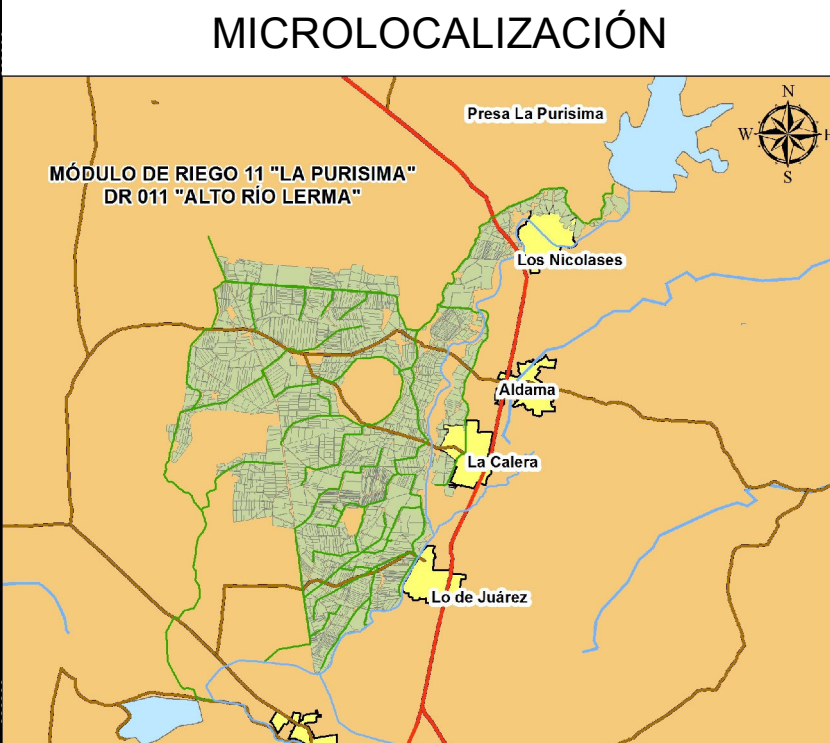 MICROLOCALIZACIÓN
Presa La Purisima
N
W
S
MÓDULO DE RIEGO 11 "LA PURISIMA"
DR 011 "ALTO RÍO LERMA"
Los Nicolases
Aldama
La Calera
Lo de Juárez